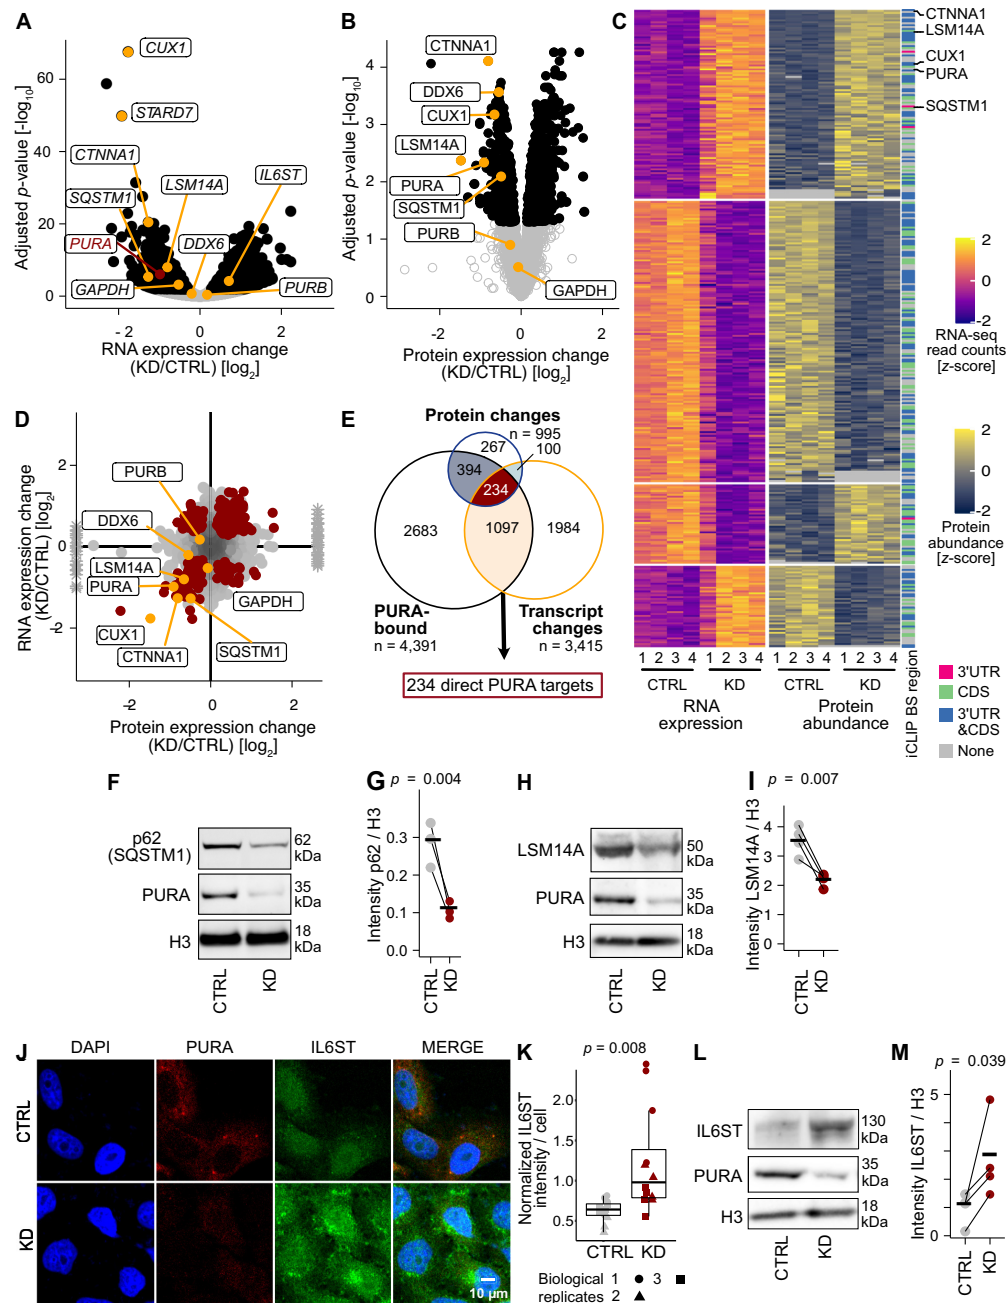 A
60
40
20
0
Adjusted p-value [-log10]
CUX1
STARD7
CTNNA1
SQSTM1
LSM14A
IL6ST
PURA
DDX6
GAPDH
PURB
-2
0
2
RNA expression change
(KD/CTRL) [log2]
B
4
3
2
1
0
Adjusted p-value [-log10]
CTNNA1
DDX6
CUX1
LSM14A
PURA
SQSTM1
PURB
GAPDH
-2
0
2
Protein expression change
(KD/CTRL) [log2]
C
CTNNA1
LSM14A
CUX1
PURA
SQSTM1
2
0
-2
RNA-seq
read counts
[z-score]
2
0
-2
Protein
abundance
[z-score]
1 2 3 4 1 2 3 4 1 2 3 4 1 2 3 4
CTRL KD CTRL KD
RNA
expression
Protein
abundance
iCLIP BS region
3'UTR
CDS
3'UTR
&CDS
None
D
2
0
-2
RNA expression change
(KD/CTRL) [log2]
PURB
DDX6
LSM14A
PURA
GAPDH
CUX1
CTNNA1
SQSTM1
-2
0
2
Protein expression change
(KD/CTRL) [log2]
E
Protein changes
n = 995
267
100
394
234
2683
1097
1984
PURA-
bound
n = 4,391
Transcript
changes
n = 3,415
234 direct PURA targets
F
p62
(SQSTM1)
62
kDa
PURA
35
kDa
H3
18
kDa
CTRL
KD
G
p = 0.004
Intensity p62 / H3
0.3
0.2
0.1
0.0
CTRL
KD
H
LSM14A
50
kDa
PURA
35
kDa
H3
18
kDa
CTRL
KD
I
p = 0.007
Intensity LSM14A / H3
4
3
2
1
0
CTRL
KD
J
DAPI
PURA
IL6ST
MERGE
CTRL
KD
10 µm
K
p = 0.008
Normalized IL6ST
intensity / cell
2.0
1.5
1.0
0.5
CTRL KD
Biological 1 3
replicates 2
L
IL6ST
130
kDa
PURA
35
kDa
H3
18
kDa
CTRL
KD
M
p = 0.039
Intensity IL6ST / H3
5
2
0
CTRL
KD